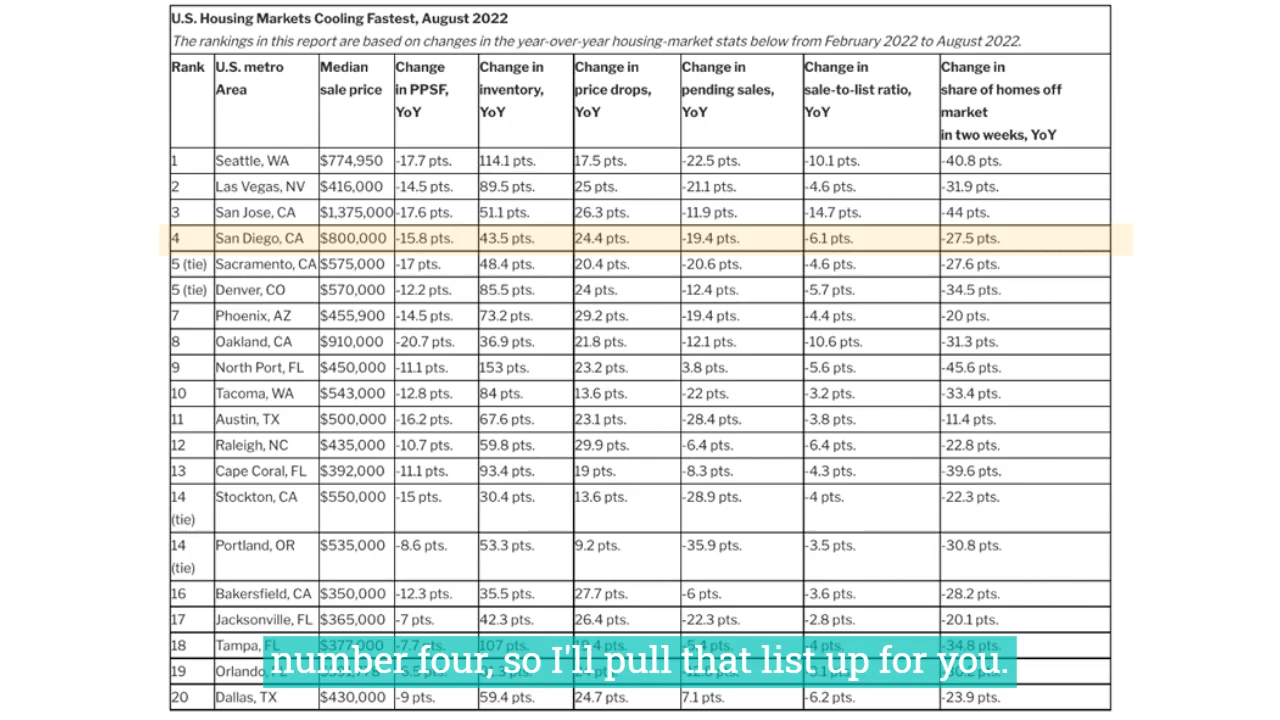 U.S. Housing Markets Cooling Fastest, August 2022
The rankings in this report are based on changes in the year-over-year housing-market stats below from February 2022 to August 2022.
Rank U.S. metro Area Median sale price Change in PPSF, YoY Change in inventory, YoY Change in price drops, YoY Change in pending sales, YoY Change in sale-to-list ratio, YoY Change in share of homes off market in two weeks, YoY
1 Seattle, WA $774,950 -17.7 pts. 114.1 pts. 17.5 pts. -22.5 pts. -10.1 pts. -40.8 pts.
2 Las Vegas, NV $416,000 -14.5 pts. 89.5 pts. 25 pts. -21.1 pts. -4.6 pts. -31.9 pts.
3 San Jose, CA $1,375,000 -17.6 pts. 51.1 pts. 26.3 pts. -11.9 pts. -14.7 pts. -44 pts.
4 San Diego, CA $800,000 -15.8 pts. 43.5 pts. 24.4 pts. -19.4 pts. -6.1 pts. -27.5 pts.
5 (tie) Sacramento, CA $575,000 -17 pts. 48.4 pts. 20.4 pts. -20.6 pts. -4.6 pts. -27.6 pts.
5 (tie) Denver, CO $570,000 -12.2 pts. 85.5 pts. 24 pts. -12.4 pts. -5.7 pts. -34.5 pts.
7 Phoenix, AZ $455,900 -14.5 pts. 73.2 pts. 29.2 pts. -19.4 pts. -4.4 pts. -20 pts.
8 Oakland, CA $910,000 -20.7 pts. 36.9 pts. 21.8 pts. -12.1 pts. -10.6 pts. -31.3 pts.
9 North Port, FL $450,000 -11.1 pts. 153 pts. 23.2 pts. 3.8 pts. -5.6 pts. -45.6 pts.
10 Tacoma, WA $543,000 -12.8 pts. 84 pts. 13.6 pts. -22 pts. -3.2 pts. -33.4 pts.
11 Austin, TX $500,000 -16.2 pts. 67.6 pts. 23.1 pts. -28.4 pts. -3.8 pts. -11.4 pts.
12 Raleigh, NC $435,000 -10.7 pts. 59.8 pts. 29.9 pts. -6.4 pts. -6.4 pts. -22.8 pts.
13 Cape Coral, FL $392,000 -11.1 pts. 93.4 pts. 19 pts. -8.3 pts. -4.3 pts. -39.6 pts.
14 (tie) Stockton, CA $550,000 -15 pts. 30.4 pts. 13.6 pts. -28.9 pts. -4 pts. -22.3 pts.
14 (tie) Portland, OR $535,000 -8.6 pts. 53.3 pts. 9.2 pts. -35.9 pts. -3.5 pts. -30.8 pts.
16 Bakersfield, CA $350,000 -12.3 pts. 35.5 pts. 27.7 pts. -6 pts. -3.6 pts. -28.2 pts.
17 Jacksonville, FL $365,000 -7 pts. 42.3 pts. 26.4 pts. -22.3 pts. -2.8 pts. -20.1 pts.
18 Tampa, FL $377,000 -7.7 pts. 107 pts. -5.4 pts. -4 pts. -34.8 pts.
number four, so I'll pull that list up for you.
19 Orlando,
20 Dallas, TX $430,000 -9 pts. 59.4 pts. 24.7 pts. 7.1 pts. -6.2 pts. -23.9 pts.